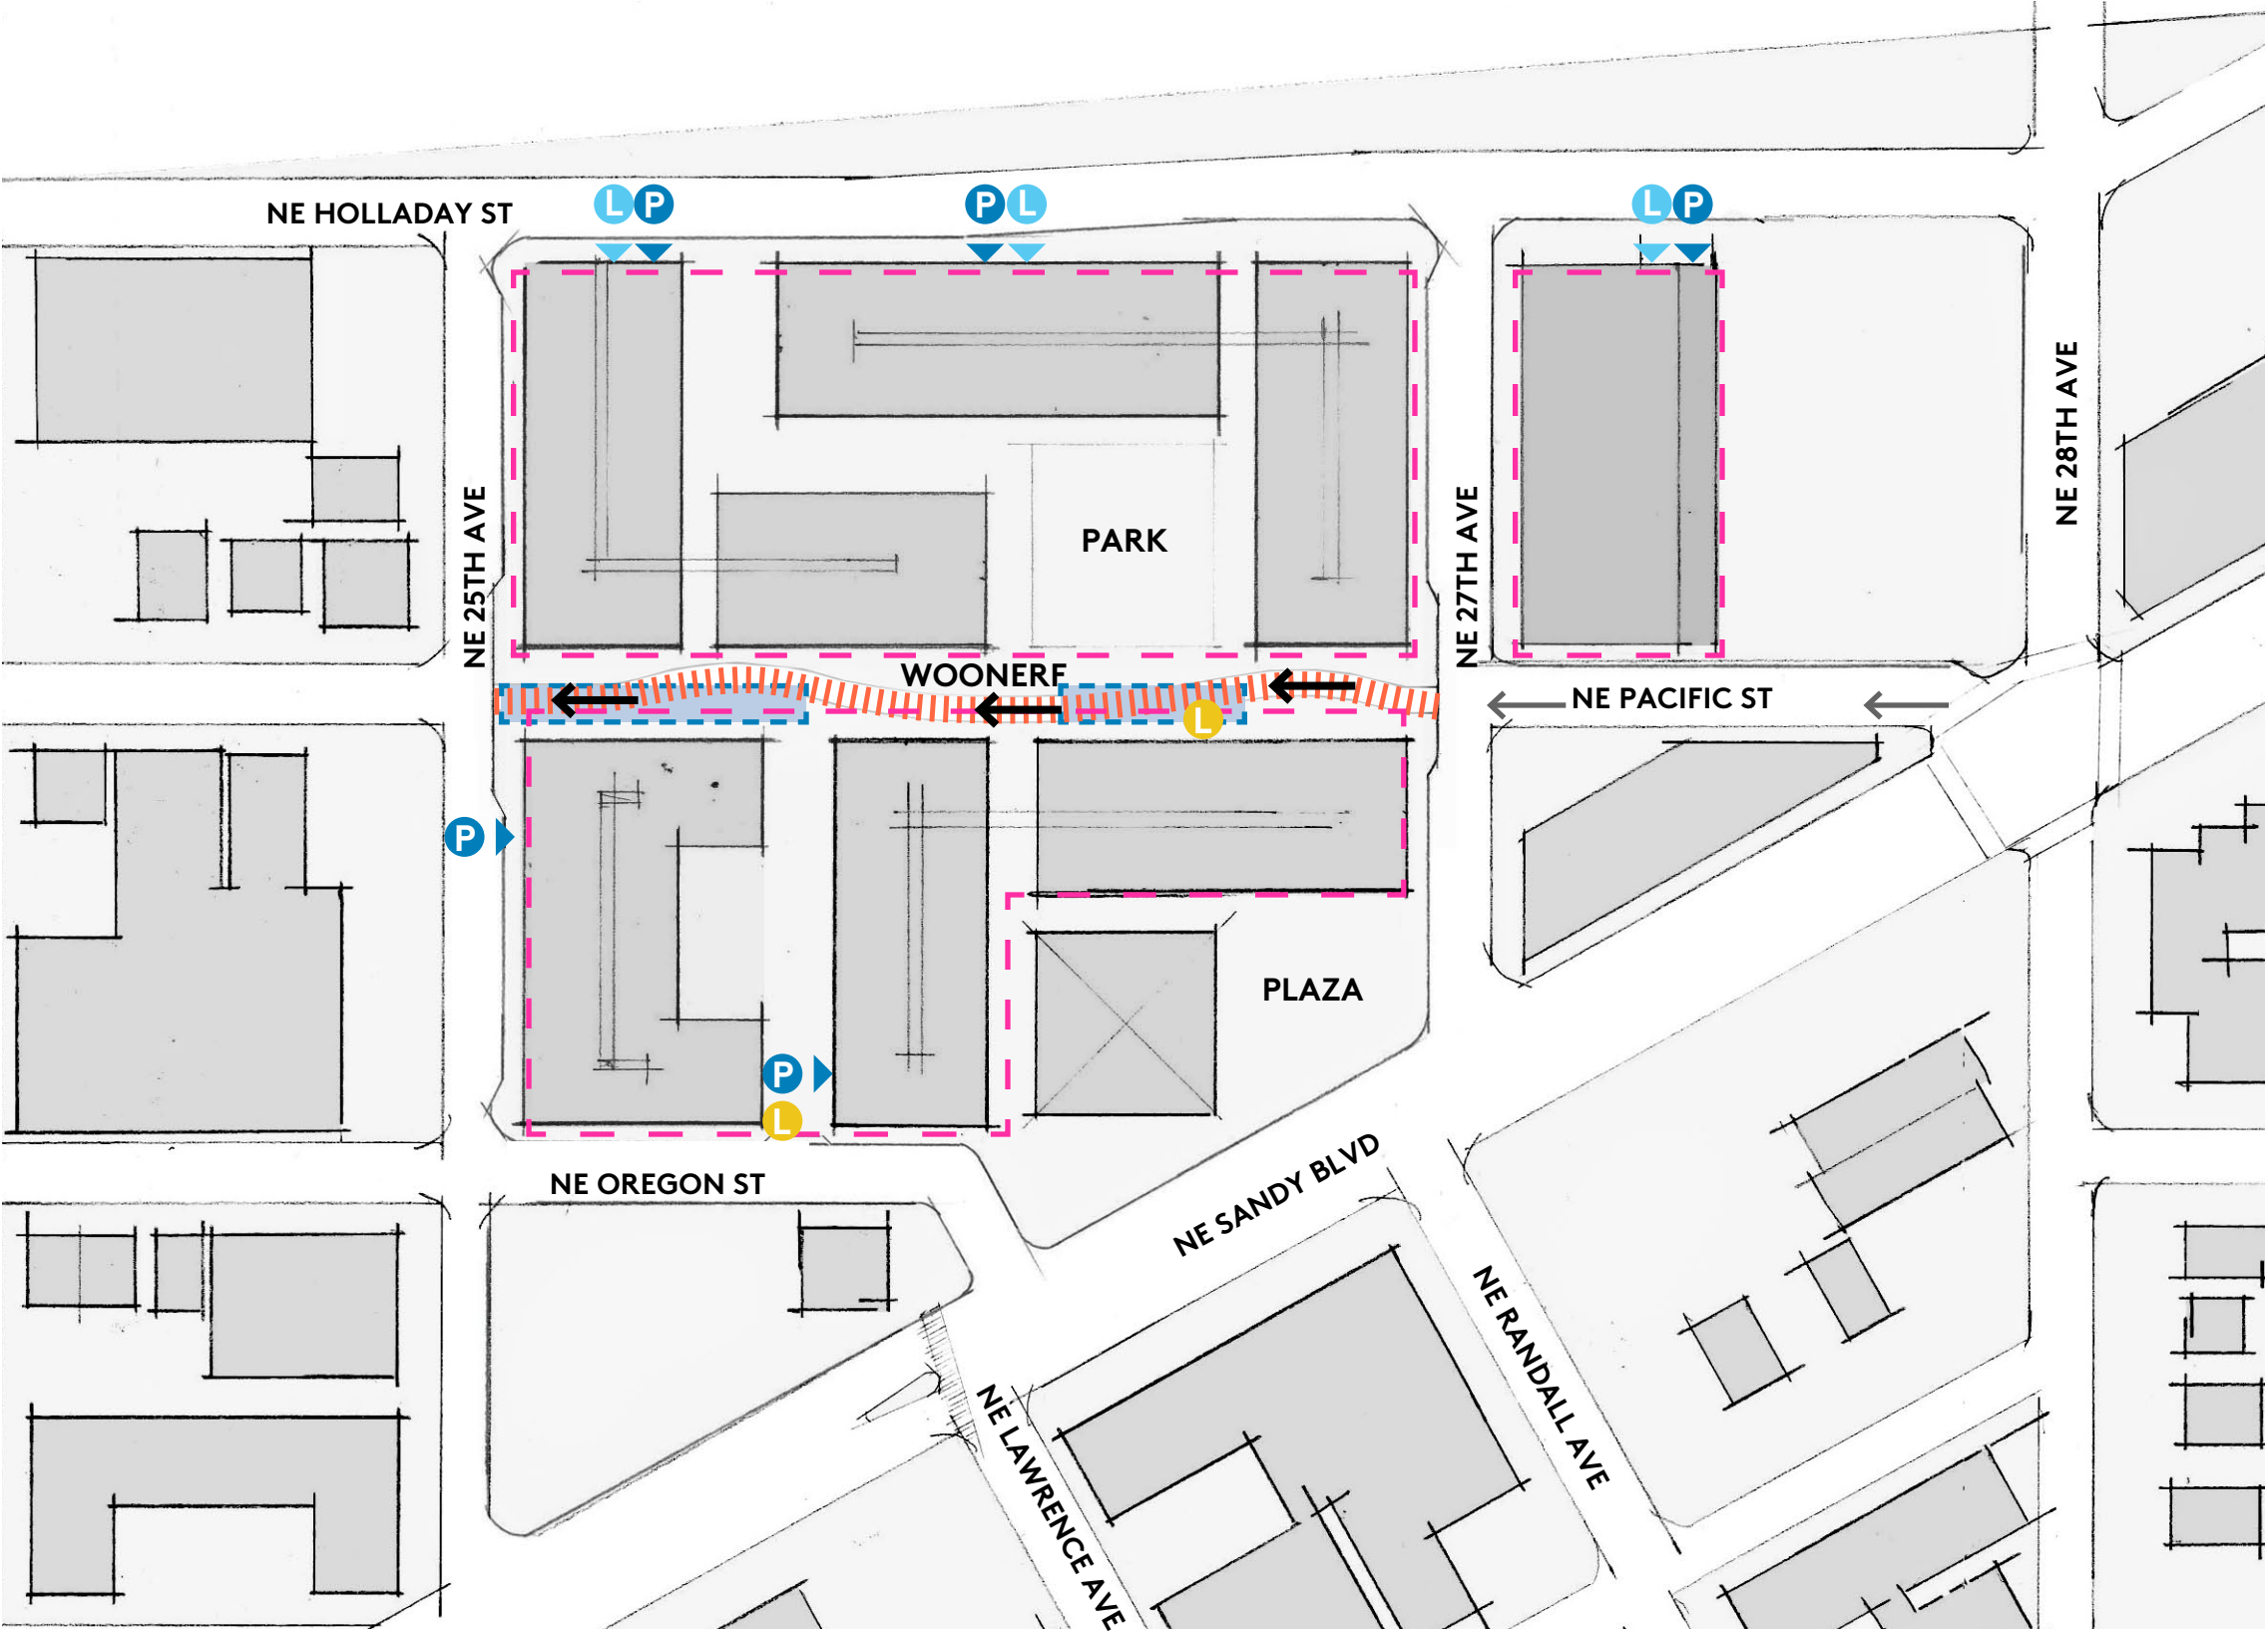 L P
P L
L P
NE HOLLADAY ST
NE 25TH AVE
PARK
NE 27TH AVE
NE 28TH AVE
WOONERF
NE PACIFIC ST
L
P
PLAZA
P
L
NE OREGON ST
NE SANDY BLVD
NE RANDALL AVE
NE LAWRENCE AVE